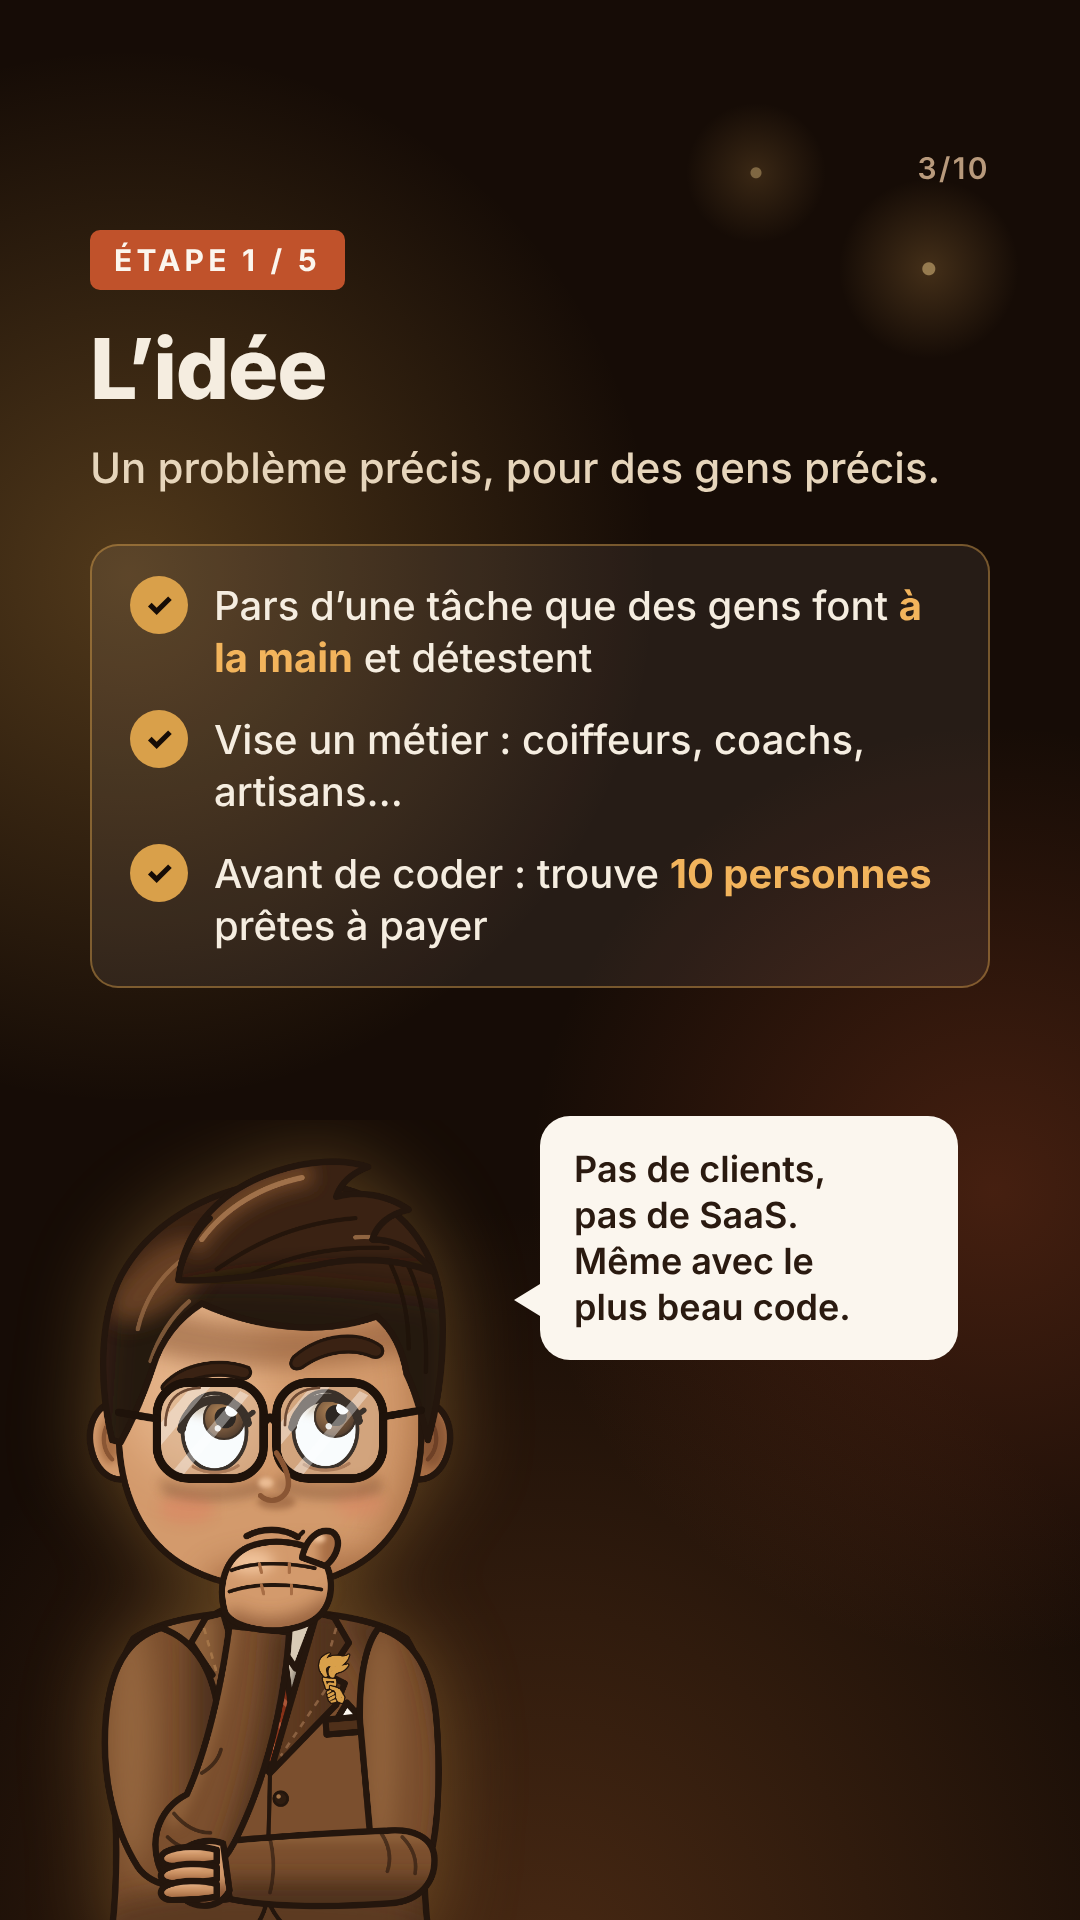 3/10
ÉTAPE 1 / 5
L’idée
Un problème précis, pour des gens précis.
Pars d’une tâche que des gens font à
la main et détestent
Vise un métier : coiffeurs, coachs,
artisans…
Avant de coder : trouve 10 personnes
prêtes à payer
Pas de clients,
pas de SaaS.
Même avec le
plus beau code.